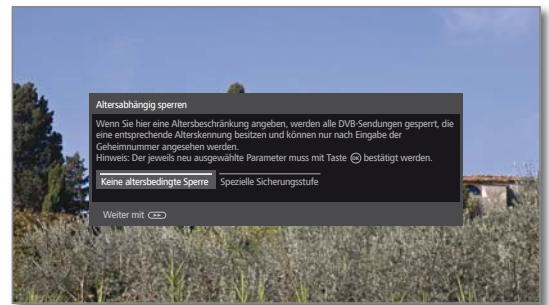 Altersabhängig sperren
Wenn Sie hier eine Altersbeschränkung angeben, werden alle DVB-Sendungen gesperrt, die
eine entsprechende Alterskennung besitzen und können nur nach Eingabe der
Geheimnummer angesehen werden.
Hinweis: Der jeweils neu ausgewählte Parameter muss mit Taste OK bestätigt werden.
Keine altersbedingte Sperre Spezielle Sicherungsstufe
Weiter mit